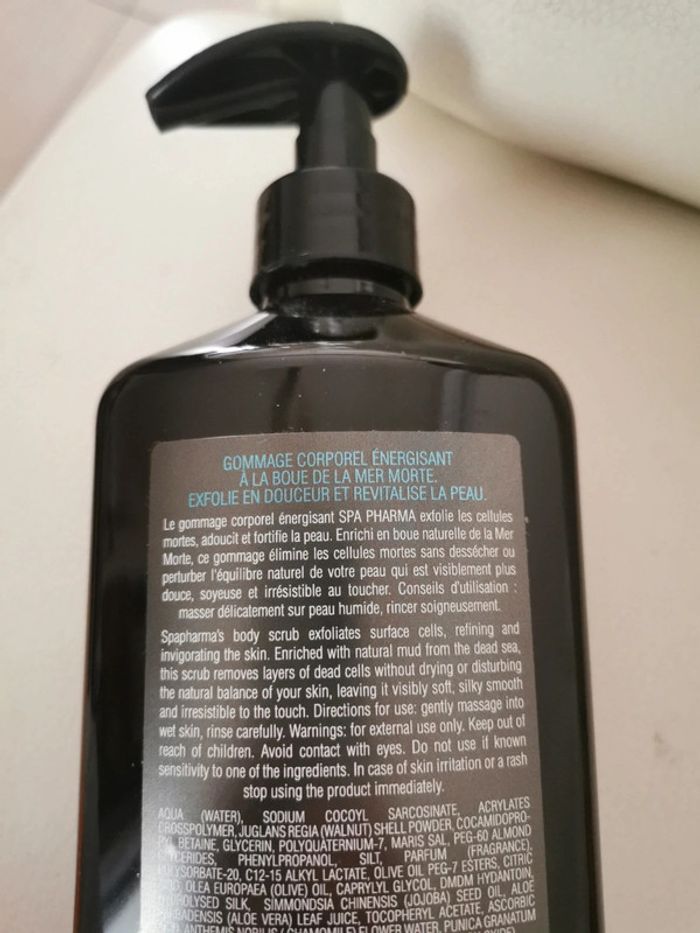 GOMMAGE CORPOREL ÉNERGISANT
À LA BOUE DE LA MER MORTE.
EXFOLIE EN DOUCEUR ET REVITALISE LA PEAU.
Le gommage corporel énergisant SPA PHARMA exfolie les cellules
mortes, adoucit et fortifie la peau. Enrichi en boue naturelle de la Mer
Morte, ce gommage élimine les cellules mortes sans dessécher ou
perturber l'équilibre naturel de votre peau qui est visiblement plus
douce, soyeuse et irrésistible au toucher. Conseils d'utilisation :
masser délicatement sur peau humide, rincer soigneusement.
Spapharma's body scrub exfoliates surface cells, refining and
invigorating the skin. Enriched with natural mud from the dead sea,
this scrub removes layers of dead cells without drying or disturbing
the natural balance of your skin, leaving it visibly soft, silky smooth
and irresistible to the touch. Directions for use: gently massage into
wet skin, rinse carefully. Warnings: for external use only. Keep out of
reach of children. Avoid contact with eyes. Do not use if known
sensitivity to one of the ingredients. In case of skin irritation or a rash
stop using the product immediately.
AQUA (WATER), SODIUM COCOYL SARCOSINATE, ACRYLATES
CROSSPOLYMER, JUGLANS REGIA (WALNUT) SHELL POWDER, COCAMIDOPRO-
PYL BETAINE, GLYCERIN, POLYQUATERNIUM-7, MARIS SAL, PEG-60 ALMOND
GLYCERIDES, PHENYLPROPANOL, SILT, PARFUM (FRAGRANCE),
POLYSORBATE-20, C12-15 ALKYL LACTATE, OLIVE OIL PEG-7 ESTERS, CITRIC
ACID, OLEA EUROPAEA (OLIVE) OIL, CAPRYLYL GLYCOL, DMDM HYDANTOIN,
HYDROLYSED SILK, SIMMONDSIA CHINENSIS (JOJOBA) SEED OIL, ALOE
BARBADENSIS (ALOE VERA) LEAF JUICE, TOCOPHERYL ACETATE, ASCORBIC
ACID, ANTHEMIS NOBILIS (CHAMOMILE) FLOWER WATER, PUNICA GRANATUM